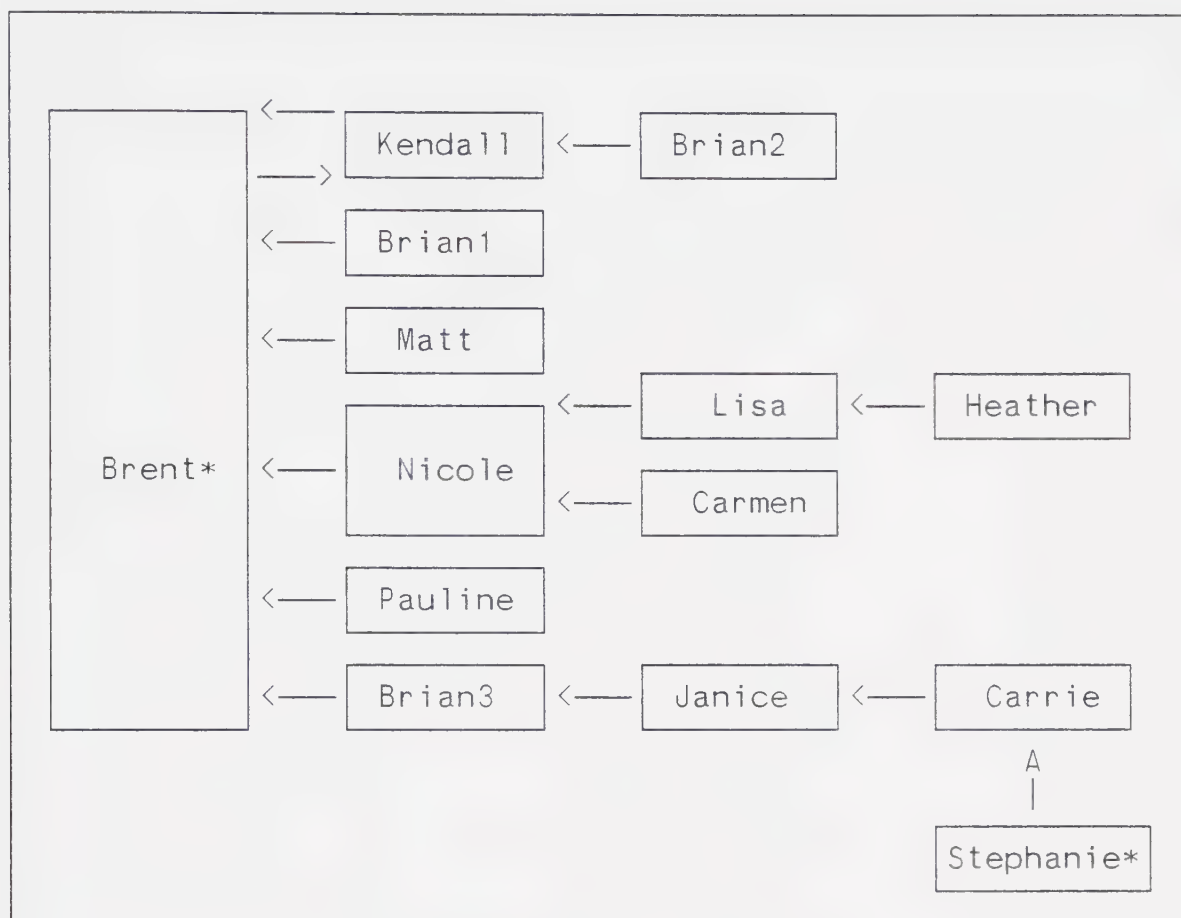 Kendall Brian2
Brian1
Matt
Lisa Heather
Brent* Nicole
Carmen
Pauline
Brian3 Janice Carrie
A
Stephanie*